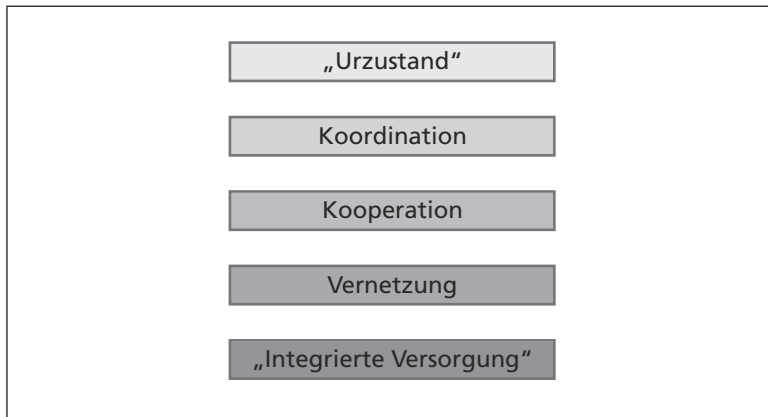 „Urzustand“
Koordination
Kooperation
Vernetzung
„Integrierte Versorgung“